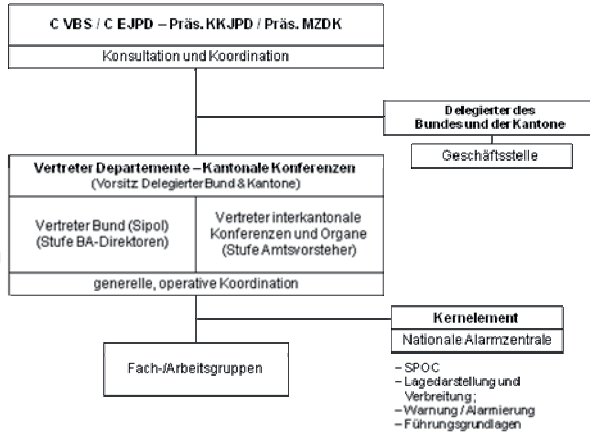 C VBS / C EJPD – Präs. KKJPD / Präs. MZDK
Konsultation und Koordination
Delegierter des
Bundes und der Kantone
Geschäftsstelle
Vertreter Departemente – Kantonale Konferenzen
(Vorsitz Delegierter Bund & Kantone)
Vertreter Bund (Sipol)
(Stufe BA-Direktoren)
Vertreter interkantonale
Konferenzen und Organe
(Stufe Amtsvorsteher)
generelle, operative Koordination
Kernelement
Nationale Alarmzentrale
Fach-/Arbeitsgruppen
– SPOC
– Lagedarstellung und
Verbreitung;
– Warnung / Alarmierung
– Führungsgrundlagen